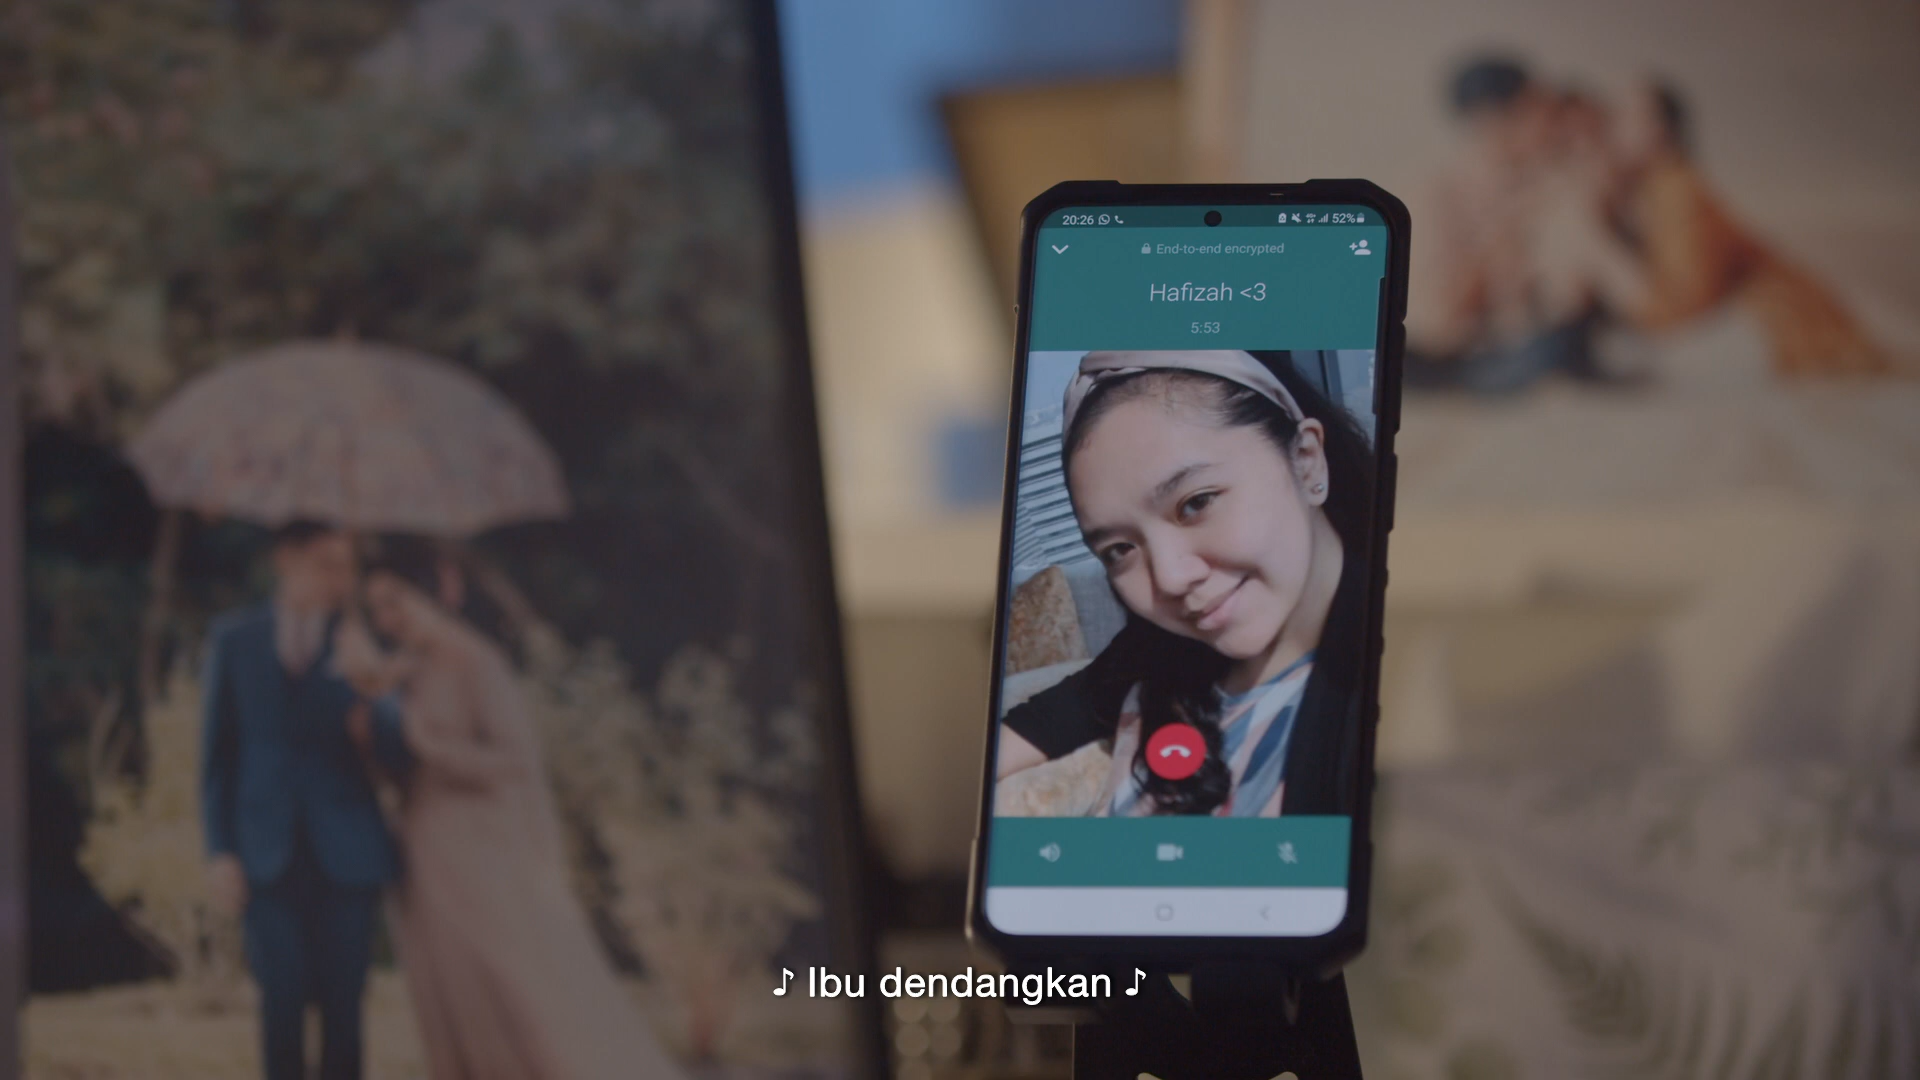 20:26 52%
End-to-end encrypted
Hafizah <3
5:53
♪ Ibu dendangkan ♪